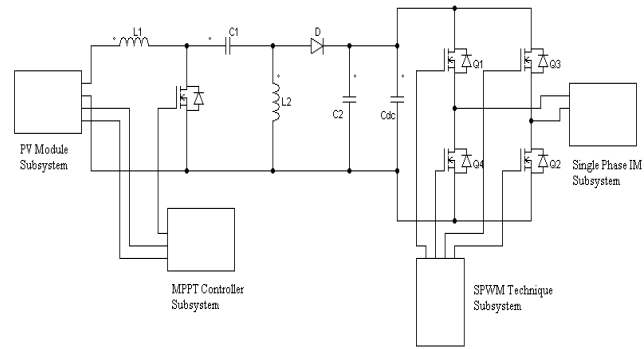 L1
C1
D
L2
C2
Cdc
Q1
Q3
Q4
Q2
PV Module
Subsystem
Single Phase IM
Subsystem
MPPT Controller
Subsystem
SPWM Technique
Subsystem